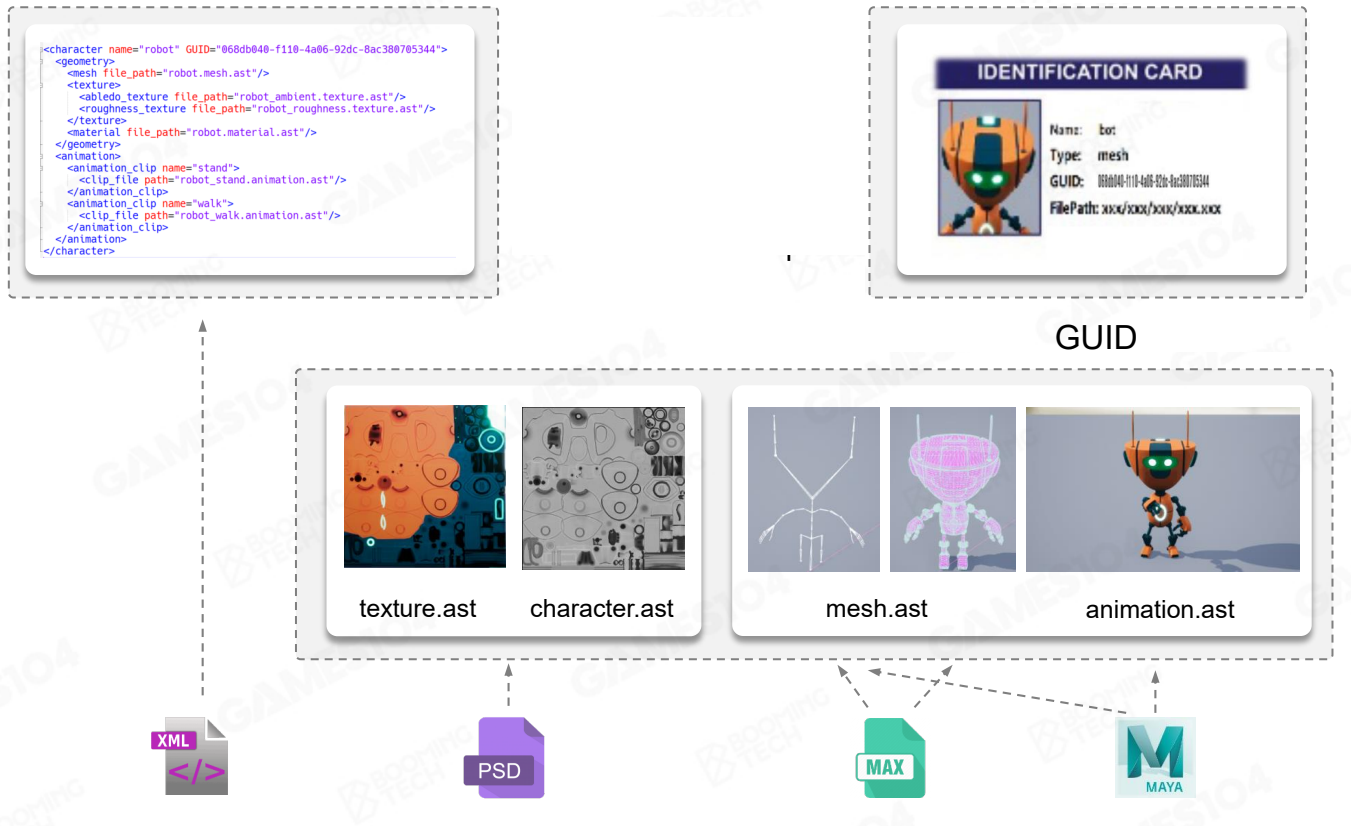 <character name="robot" GUID="068db040-f110-4a06-92dc-8ac380705344">
<geometry>
<mesh file_path="robot.mesh.ast"/>
<texture>
<abledo_texture file_path="robot_ambient.texture.ast"/>
<roughness_texture file_path="robot_roughness.texture.ast"/>
</texture>
<material file_path="robot.material.ast"/>
</geometry>
<animation>
<animation_clip name="stand">
<clip_file path="robot_stand.animation.ast"/>
</animation_clip>
<animation_clip name="walk">
<clip_file path="robot_walk.animation.ast"/>
</animation_clip>
</animation>
</character>
IDENTIFICATION CARD
Name: bot
Type: mesh
GUID: 068db040-f110-4a06-92dc-8ac380705344
FilePath: xxx/xxx/xxx/xxx.xxx
GUID
texture.ast
character.ast
mesh.ast
animation.ast
XML
</>
PSD
MAX
M
MAYA
BOOMING TECH
GAMES104